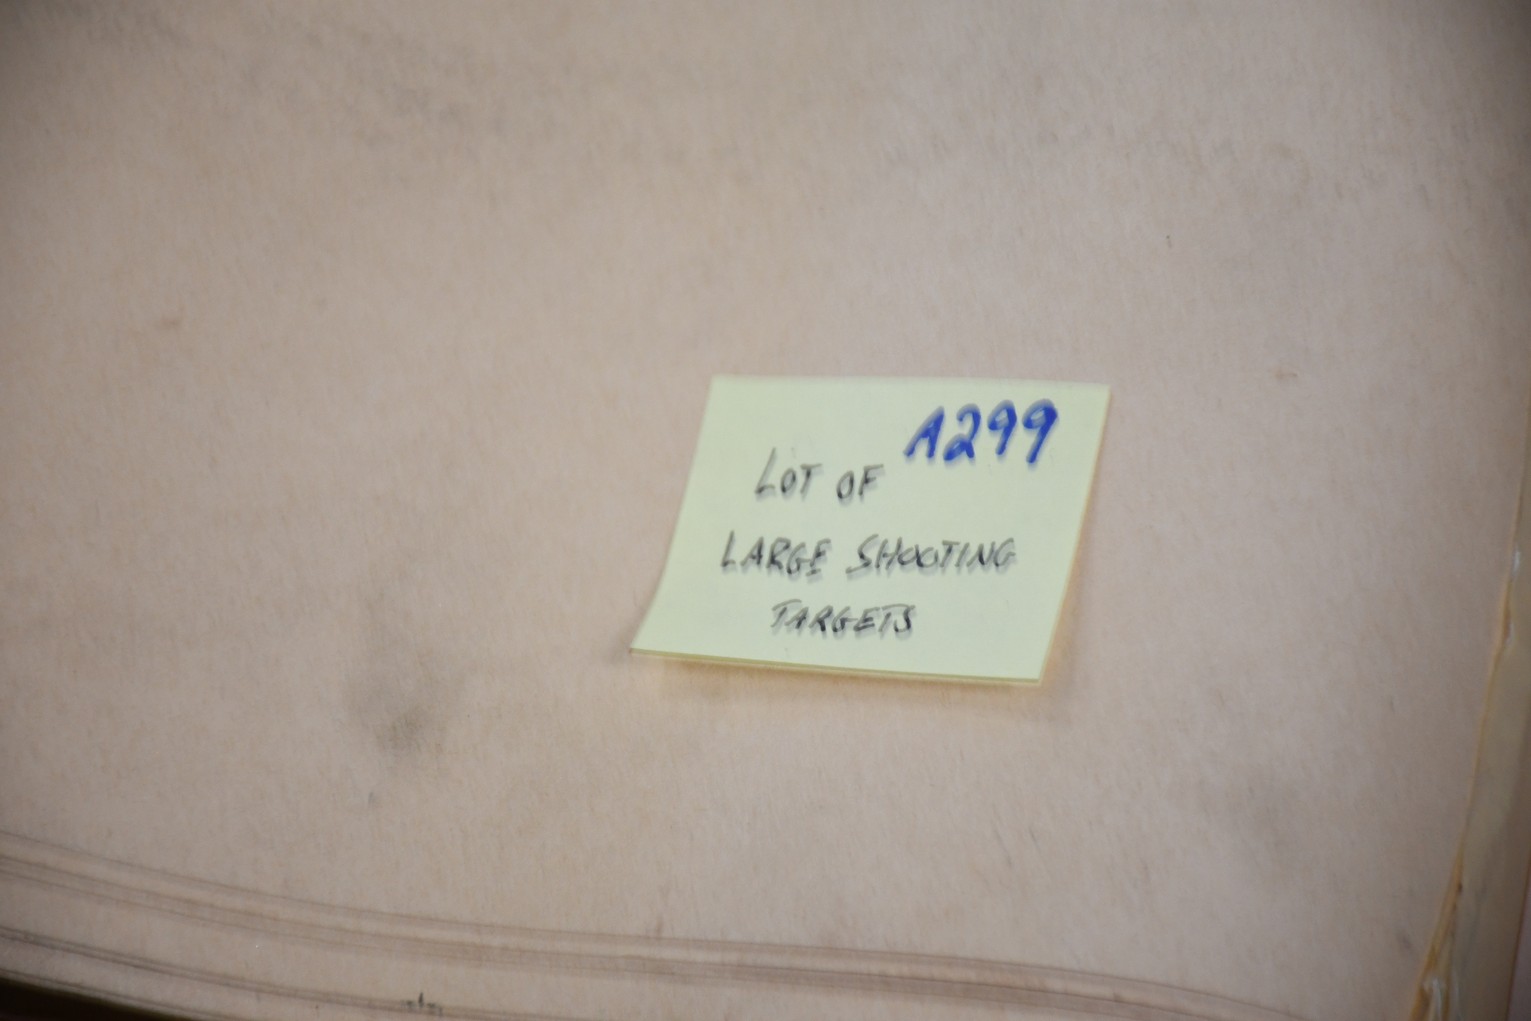 A299
LOT OF
LARGE SHOOTING
TARGETS